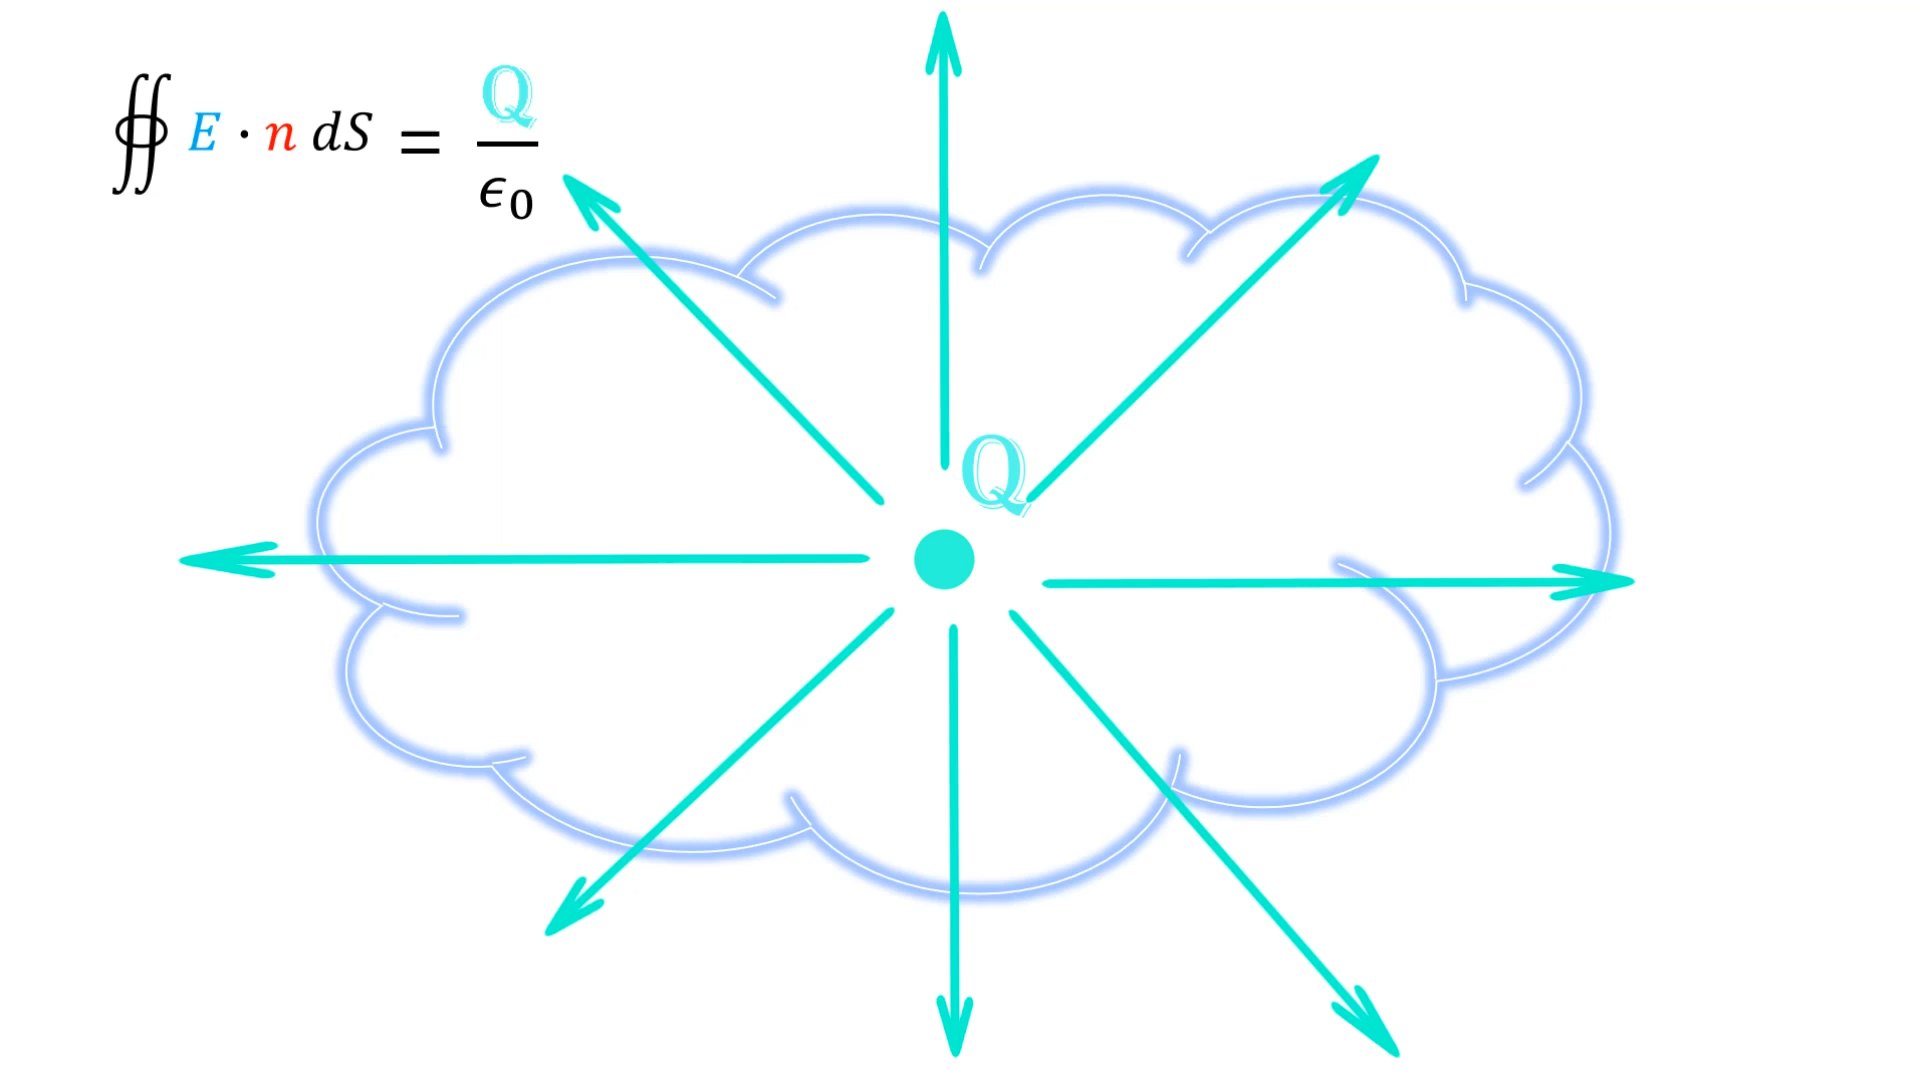 ∯ E · n dS = Q / ϵ₀
Q